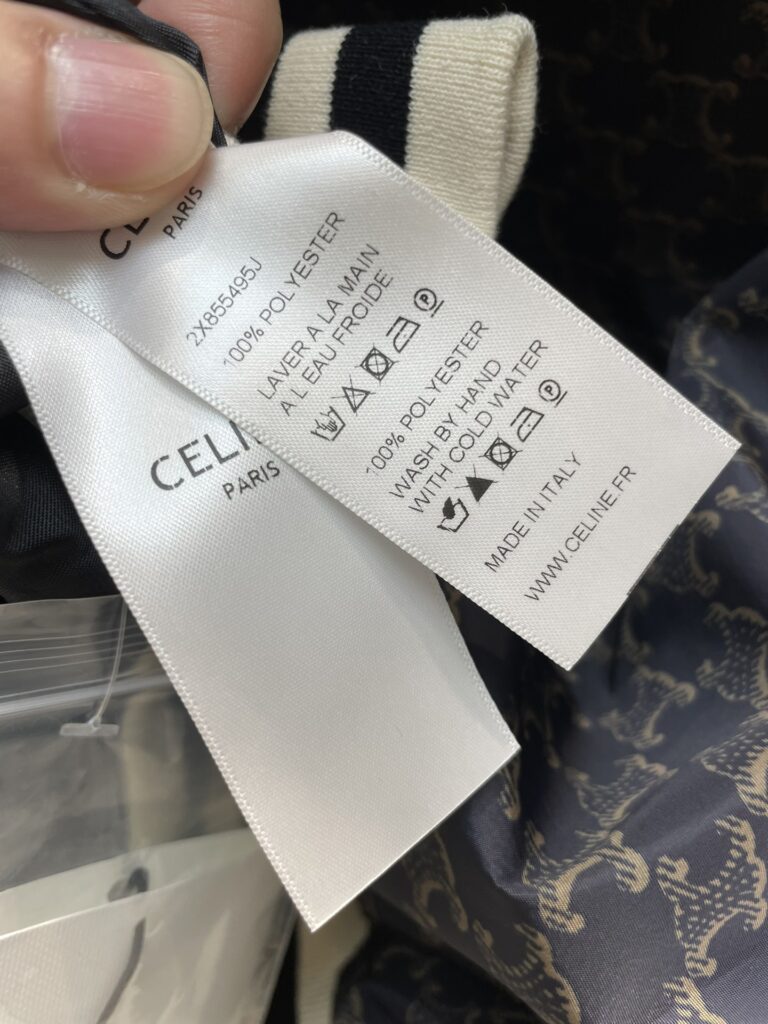 CEL
PARIS
2X855495J
100% POLYESTER
LAVER A LA MAIN
A L EAU FROIDE
P
100% POLYESTER
WASH BY HAND
WITH COLD WATER
P
MADE IN ITALY
WWW.CELINE.FR
CELIN
PARIS